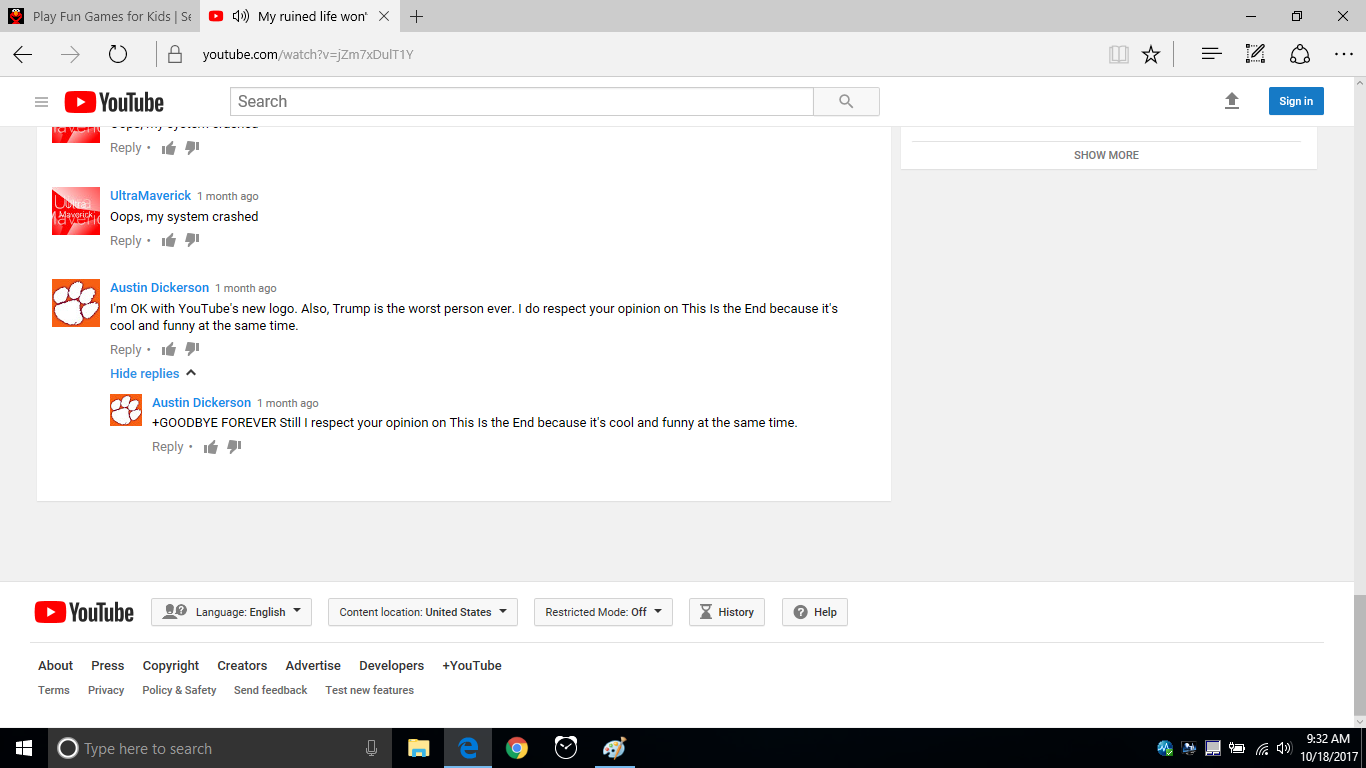 Play Fun Games for Kids | Se
My ruined life won'
youtube.com/watch?v=jZm7xDulT1Y
YouTube
Search
Sign in
Oops, my system crashed
Reply •
SHOW MORE
Ultra
Maverick
UltraMaverick 1 month ago
Oops, my system crashed
Reply •
Austin Dickerson 1 month ago
I'm OK with YouTube's new logo. Also, Trump is the worst person ever. I do respect your opinion on This Is the End because it's
cool and funny at the same time.
Reply •
Hide replies
Austin Dickerson 1 month ago
+GOODBYE FOREVER Still I respect your opinion on This Is the End because it's cool and funny at the same time.
Reply •
YouTube
Language: English
Content location: United States
Restricted Mode: Off
History
Help
About Press Copyright Creators Advertise Developers +YouTube
Terms Privacy Policy & Safety Send feedback Test new features
Type here to search
9:32 AM
10/18/2017